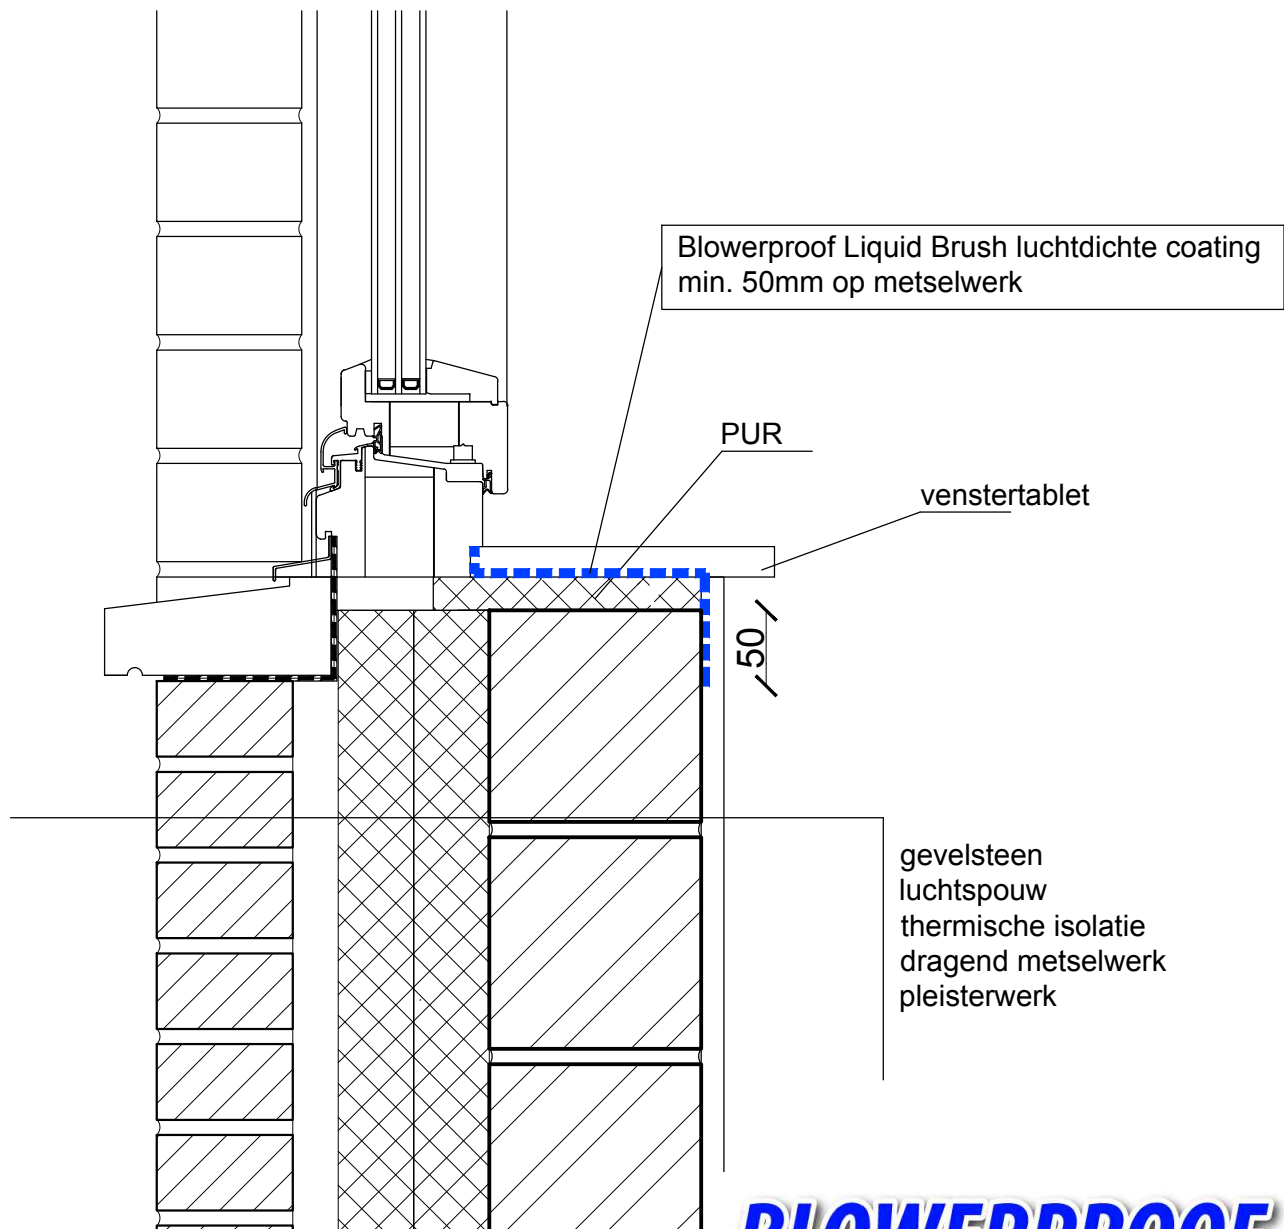 Blowerproof Liquid Brush luchtdichte coating
min. 50mm op metselwerk
PUR
venstertablet
50
gevelsteen
luchtspouw
thermische isolatie
dragend metselwerk
pleisterwerk
BLOWERPROOF